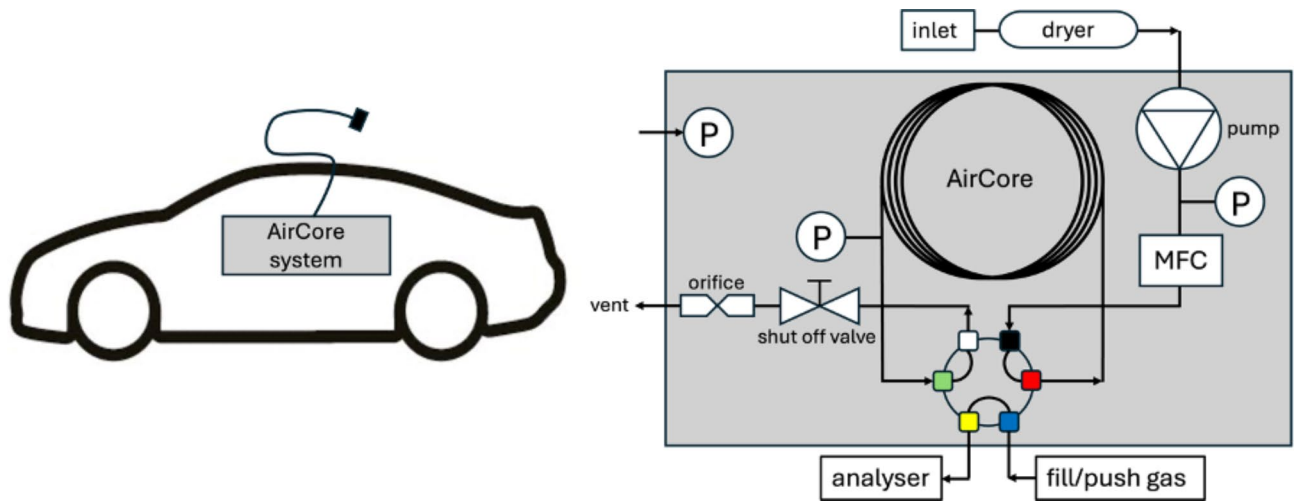 AirCore
system
inlet
dryer
P
pump
AirCore
P
P
MFC
orifice
vent
shut off valve
analyser
fill/push gas